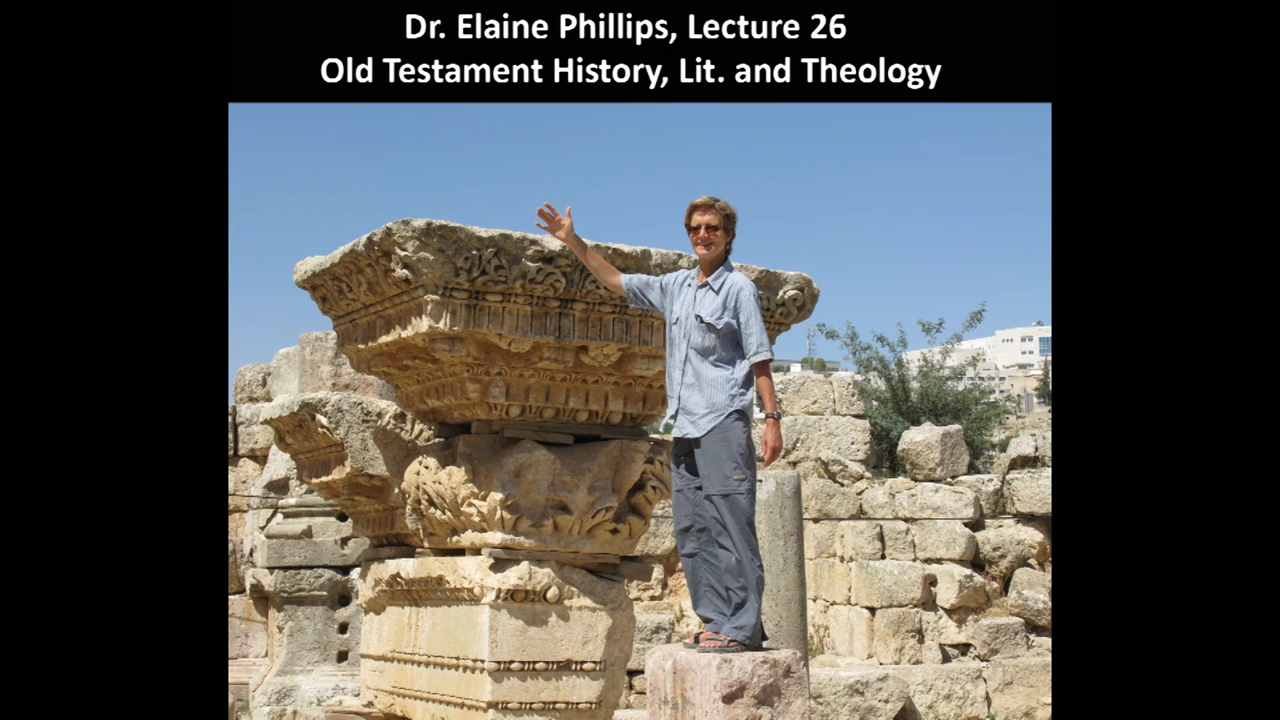 Dr. Elaine Phillips, Lecture 26
Old Testament History, Lit. and Theology